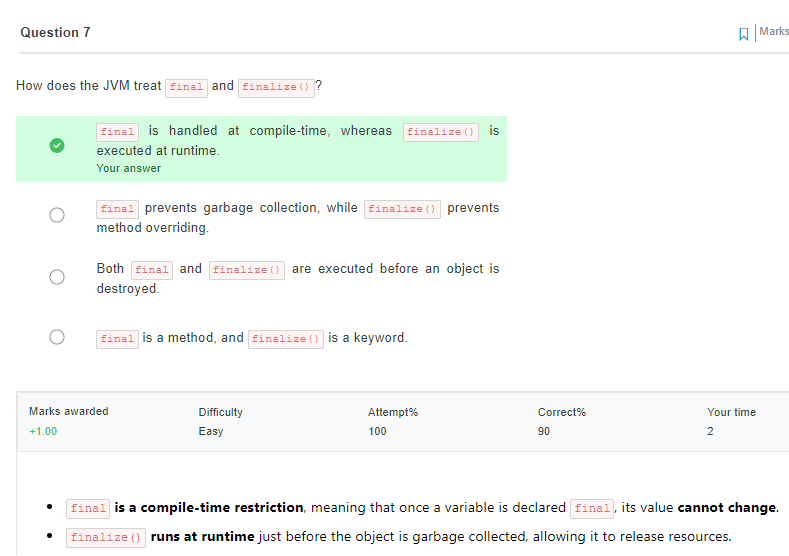 Question 7
Marks
How does the JVM treat final and finalize()?
final is handled at compile-time, whereas finalize() is
executed at runtime.
Your answer
final prevents garbage collection, while finalize() prevents
method overriding.
Both final and finalize() are executed before an object is
destroyed.
final is a method, and finalize() is a keyword.
Marks awarded Difficulty Attempt% Correct% Your time
+1.00 Easy 100 90 2
• final is a compile-time restriction, meaning that once a variable is declared final, its value cannot change.
• finalize() runs at runtime just before the object is garbage collected, allowing it to release resources.